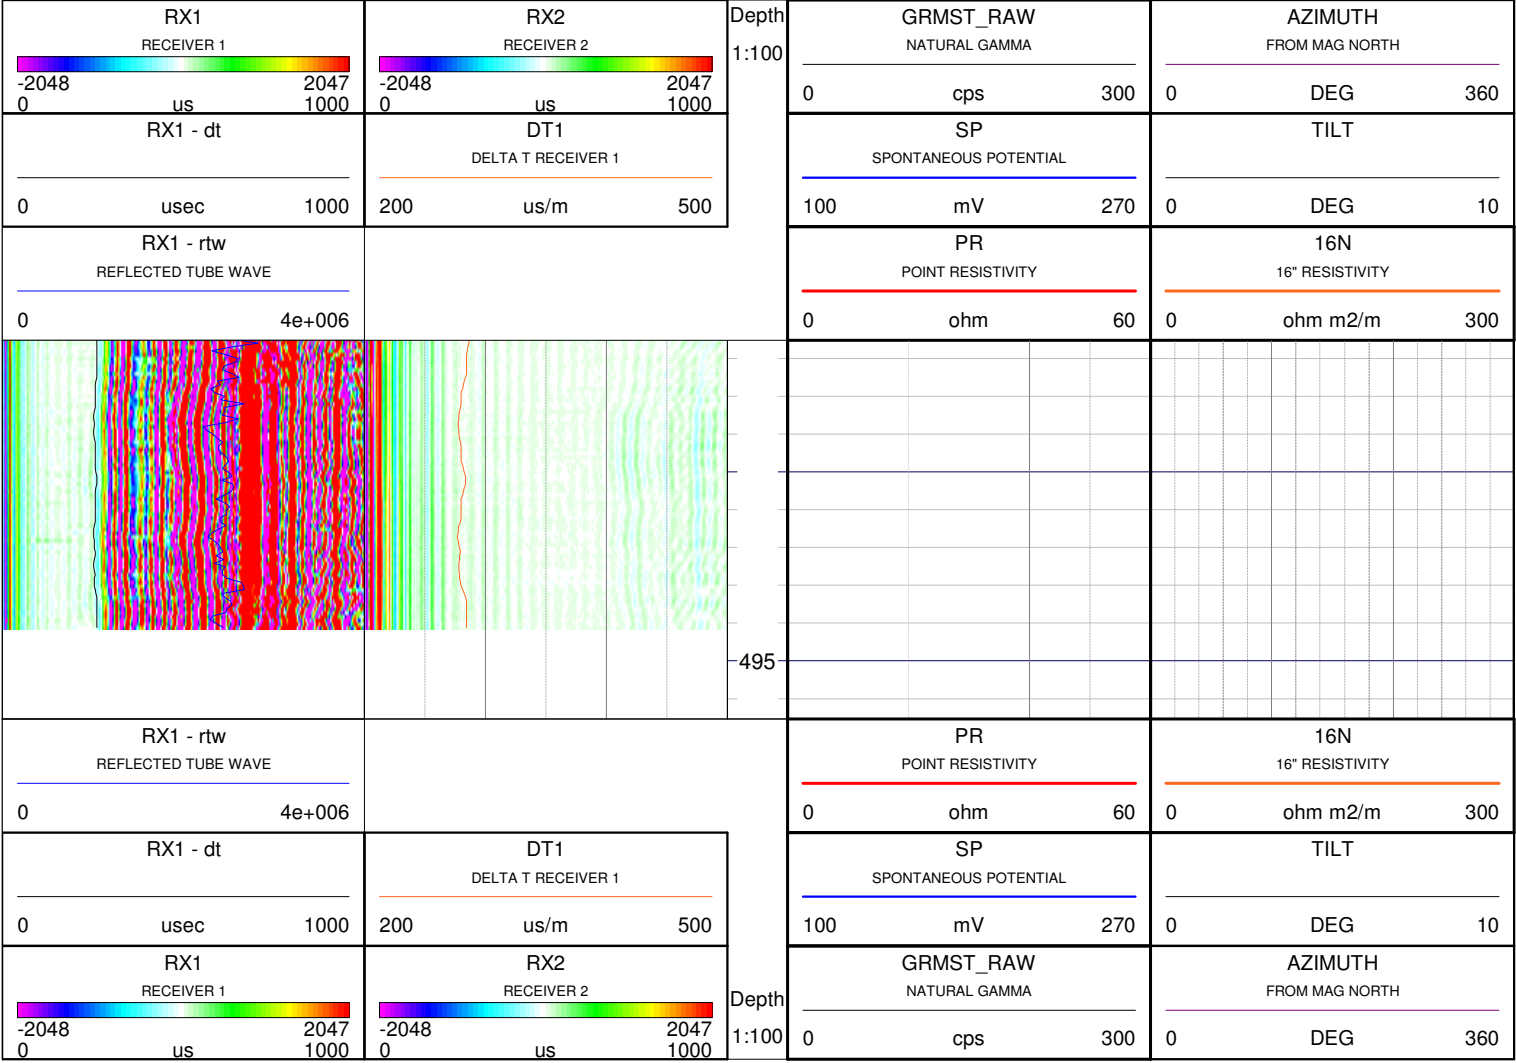 RX1
RECEIVER 1
-2048 2047
0 us 1000
RX2
RECEIVER 2
-2048 2047
0 us 1000
Depth
1:100
GRMST_RAW
NATURAL GAMMA
0 cps 300
AZIMUTH
FROM MAG NORTH
0 DEG 360
RX1 - dt
0 usec 1000
DT1
DELTA T RECEIVER 1
200 us/m 500
SP
SPONTANEOUS POTENTIAL
100 mV 270
TILT
0 DEG 10
RX1 - rtw
REFLECTED TUBE WAVE
0 4e+006
PR
POINT RESISTIVITY
0 ohm 60
16N
16" RESISTIVITY
0 ohm m2/m 300
495
RX1 - rtw
REFLECTED TUBE WAVE
0 4e+006
PR
POINT RESISTIVITY
0 ohm 60
16N
16" RESISTIVITY
0 ohm m2/m 300
RX1 - dt
0 usec 1000
DT1
DELTA T RECEIVER 1
200 us/m 500
SP
SPONTANEOUS POTENTIAL
100 mV 270
TILT
0 DEG 10
RX1
RECEIVER 1
-2048 2047
0 us 1000
RX2
RECEIVER 2
-2048 2047
0 us 1000
Depth
1:100
GRMST_RAW
NATURAL GAMMA
0 cps 300
AZIMUTH
FROM MAG NORTH
0 DEG 360